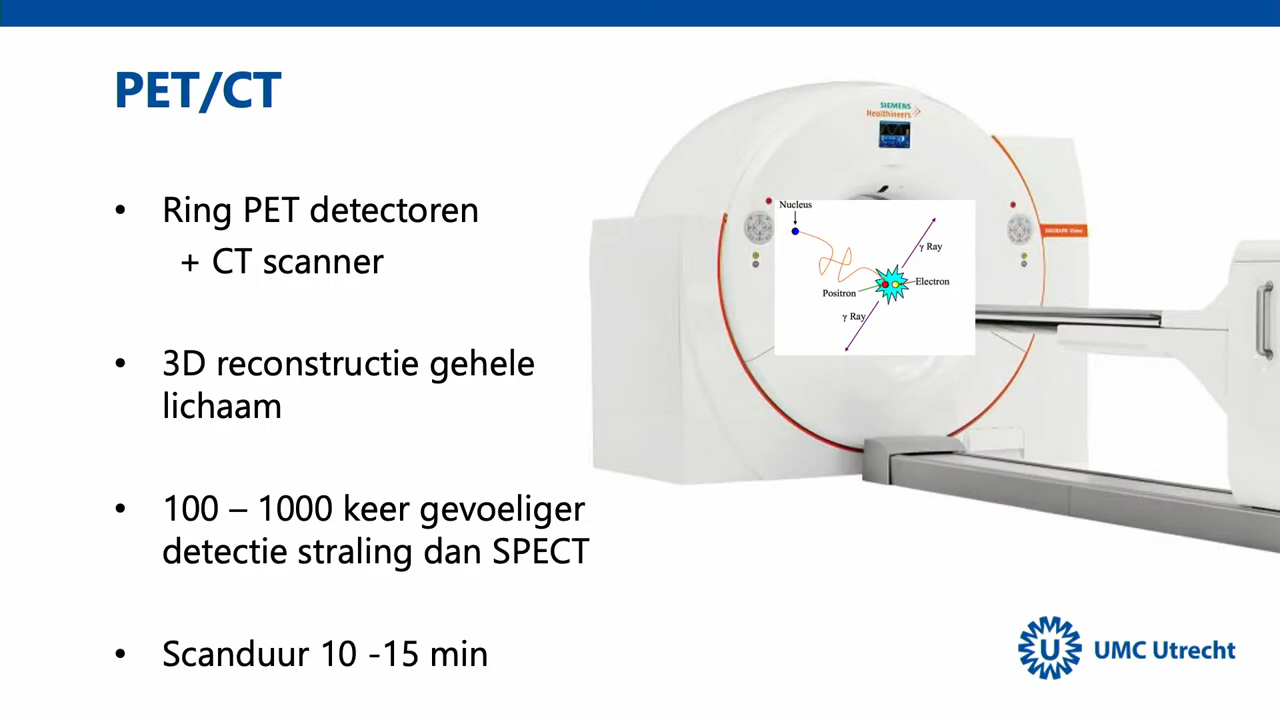 PET/CT
• Ring PET detectoren
+ CT scanner
• 3D reconstructie gehele
lichaam
• 100 – 1000 keer gevoeliger
detectie straling dan SPECT
• Scanduur 10 -15 min
SIEMENS
Healthineers
Nucleus
γ Ray
Electron
Positron
γ Ray
UMC Utrecht